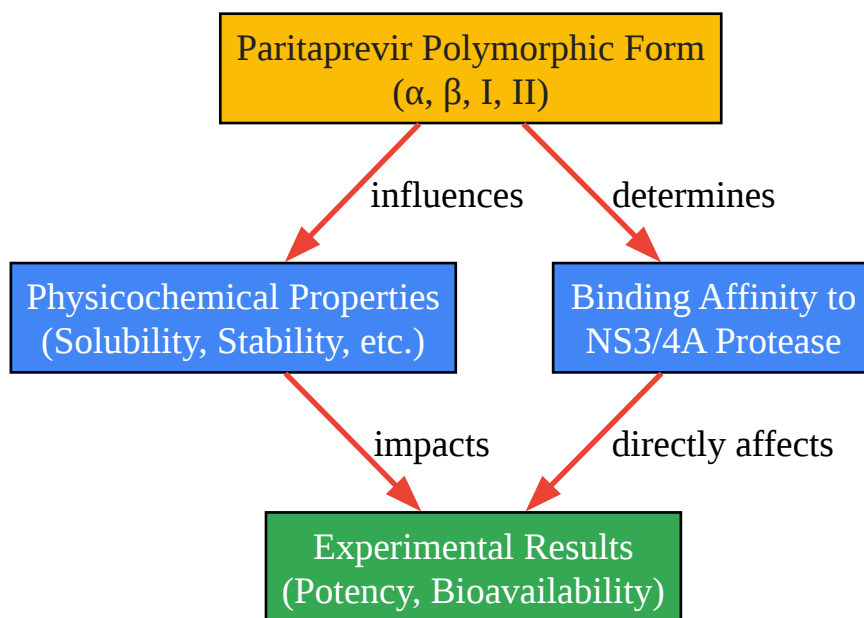 Paritaprevir Polymorphic Form
(α, β, I, II)
influences
determines
Physicochemical Properties
(Solubility, Stability, etc.)
Binding Affinity to
NS3/4A Protease
impacts
directly affects
Experimental Results
(Potency, Bioavailability)